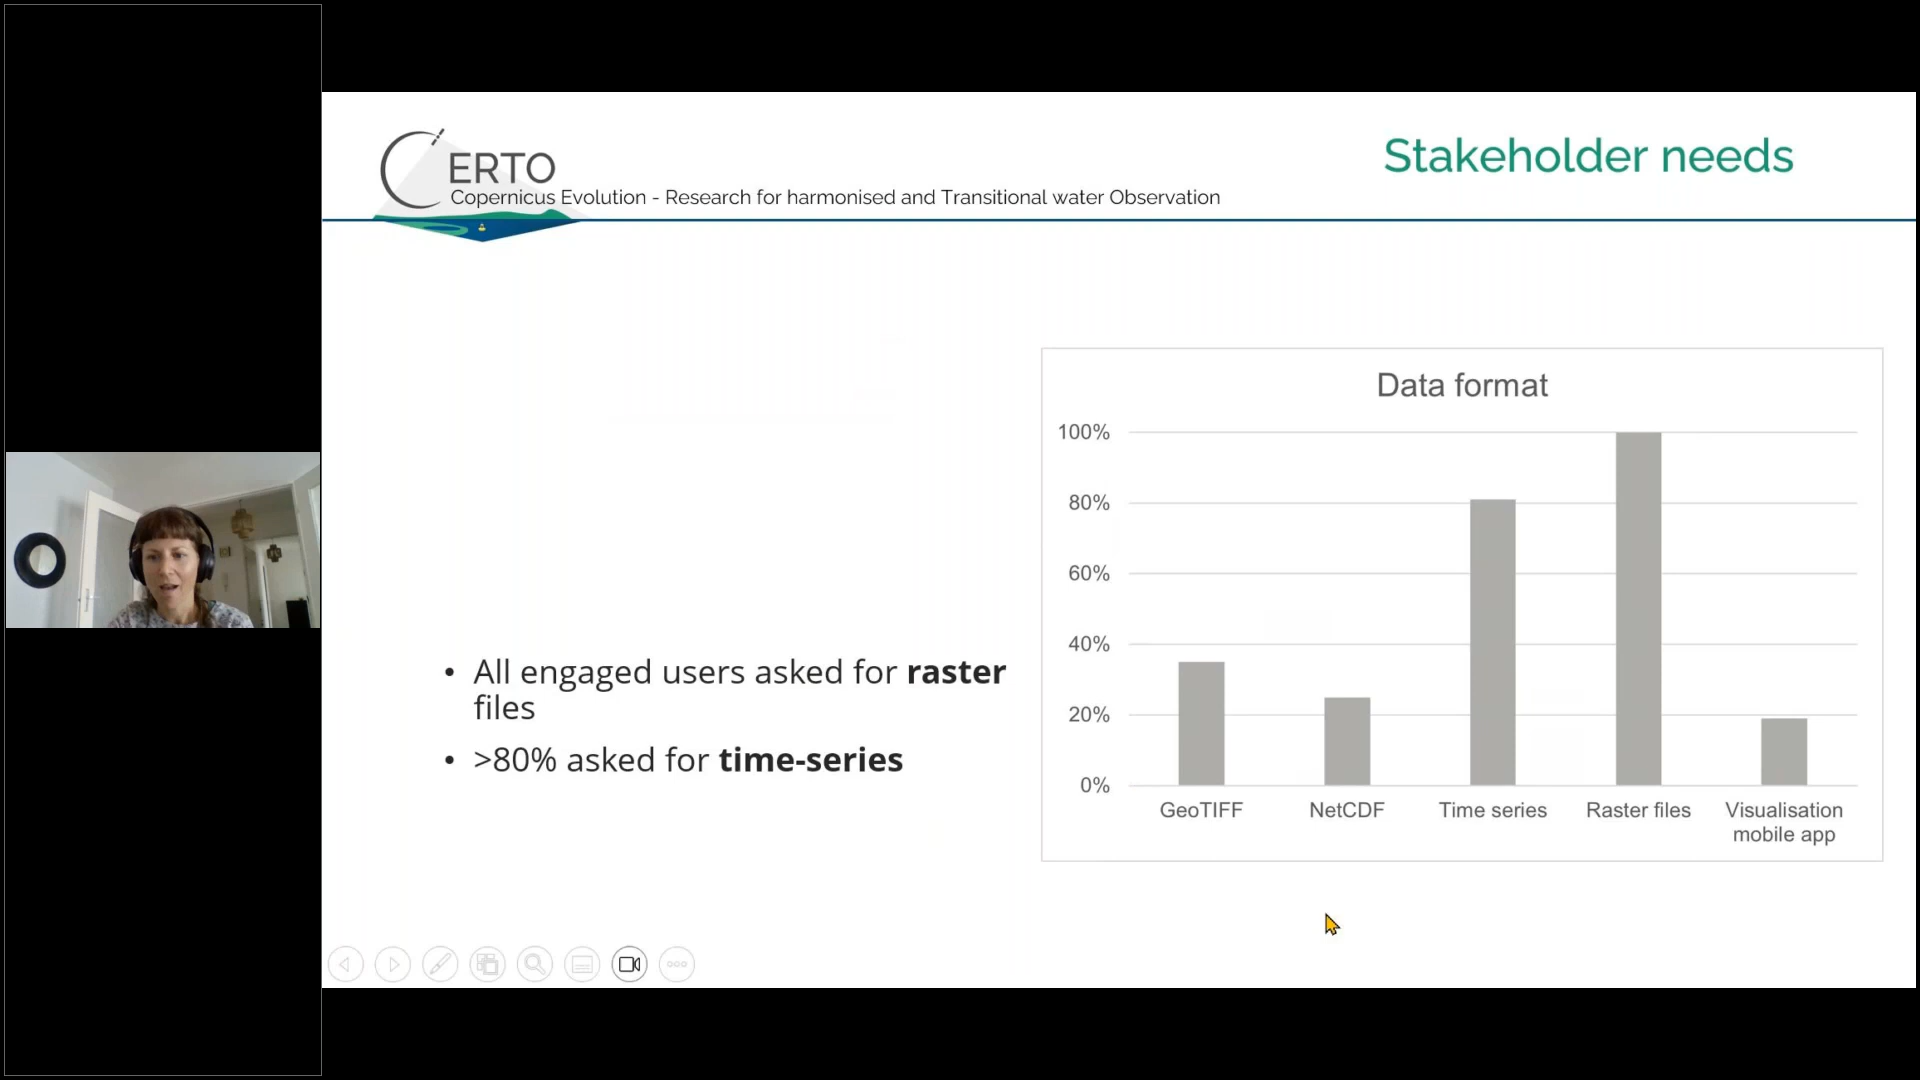 ERTO
Copernicus Evolution - Research for harmonised and Transitional water Observation
Stakeholder needs
• All engaged users asked for raster
files
• >80% asked for time-series
Data format
100%
80%
60%
40%
20%
0%
GeoTIFF
NetCDF
Time series
Raster files
Visualisation
mobile app